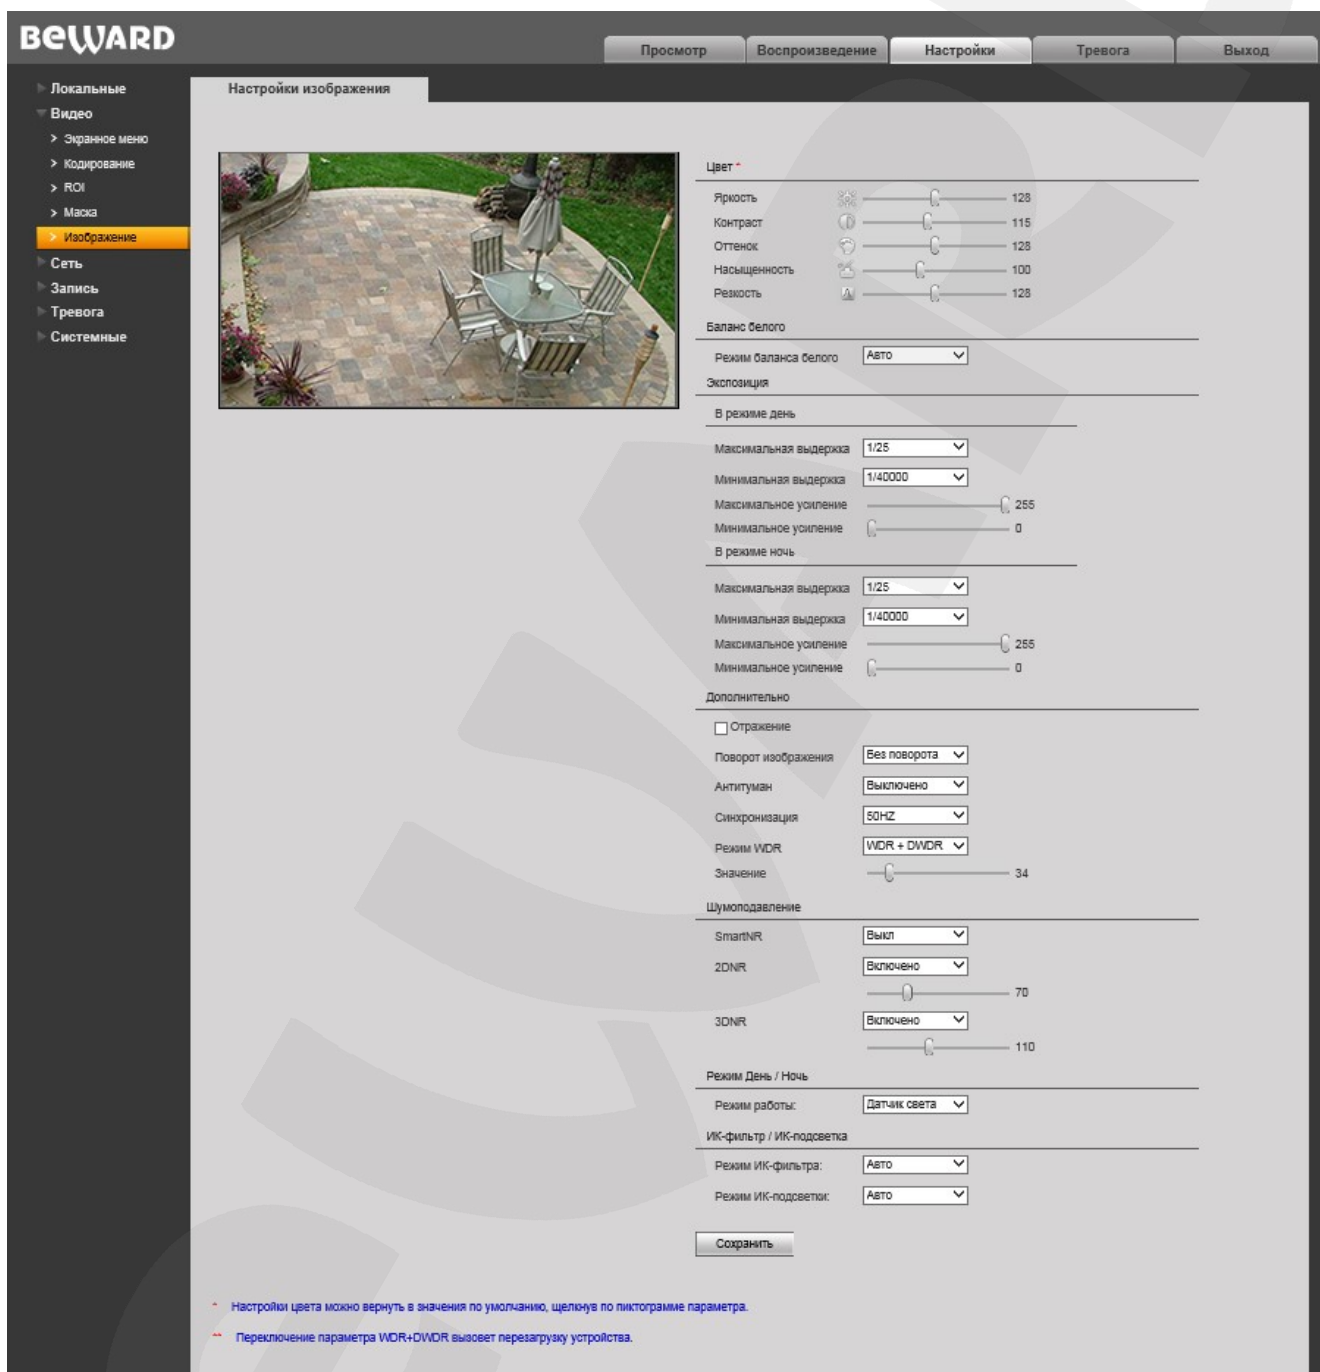 BEWARD
Просмотр
Воспроизведение
Настройки
Тревога
Выход
Локальные
Видео
> Экранное меню
> Кодирование
> ROI
> Маска
> Изображение
Сеть
Запись
Тревога
Системные
Настройки изображения
Цвет *
Яркость 128
Контраст 115
Оттенок 128
Насыщенность 100
Резкость 128
Баланс белого
Режим баланса белого Авто
Экспозиция
В режиме день
Максимальная выдержка 1/25
Минимальная выдержка 1/40000
Максимальное усиление 255
Минимальное усиление 0
В режиме ночь
Максимальная выдержка 1/25
Минимальная выдержка 1/40000
Максимальное усиление 255
Минимальное усиление 0
Дополнительно
Отражение
Поворот изображения Без поворота
Антитуман Выключено
Синхронизация 50HZ
Режим WDR WDR + DWDR
Значение 34
Шумоподавление
SmartNR Выкл
2DNR Включено
70
3DNR Включено
110
Режим День / Ночь
Режим работы: Датчик света
ИК-фильтр / ИК-подсветка
Режим ИК-фильтра: Авто
Режим ИК-подсветки: Авто
Сохранить
* Настройки цвета можно вернуть в значения по умолчанию, щелкнув по пиктограмме параметра.
** Переключение параметра WDR+DWDR вызовет перезагрузку устройства.